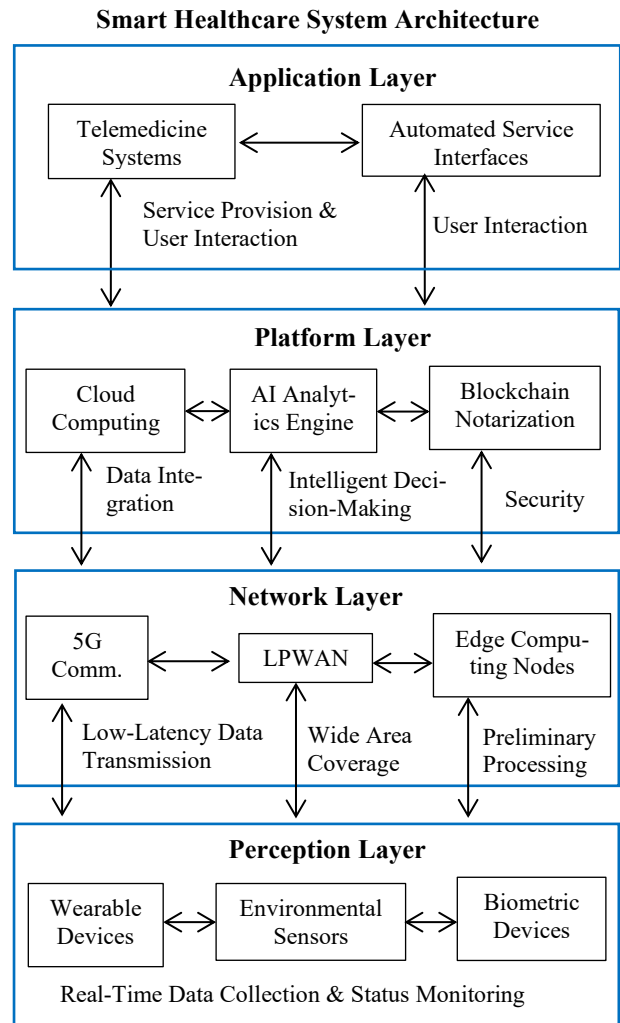 Smart Healthcare System Architecture
Application Layer
Telemedicine
Systems
Automated Service
Interfaces
Service Provision &
User Interaction
User Interaction
Platform Layer
Cloud
Computing
AI Analyt-
ics Engine
Blockchain
Notarization
Data Inte-
gration
Intelligent Deci-
sion-Making
Security
Network Layer
5G
Comm.
LPWAN
Edge Compu-
ting Nodes
Low-Latency Data
Transmission
Wide Area
Coverage
Preliminary
Processing
Perception Layer
Wearable
Devices
Environmental
Sensors
Biometric
Devices
Real-Time Data Collection & Status Monitoring